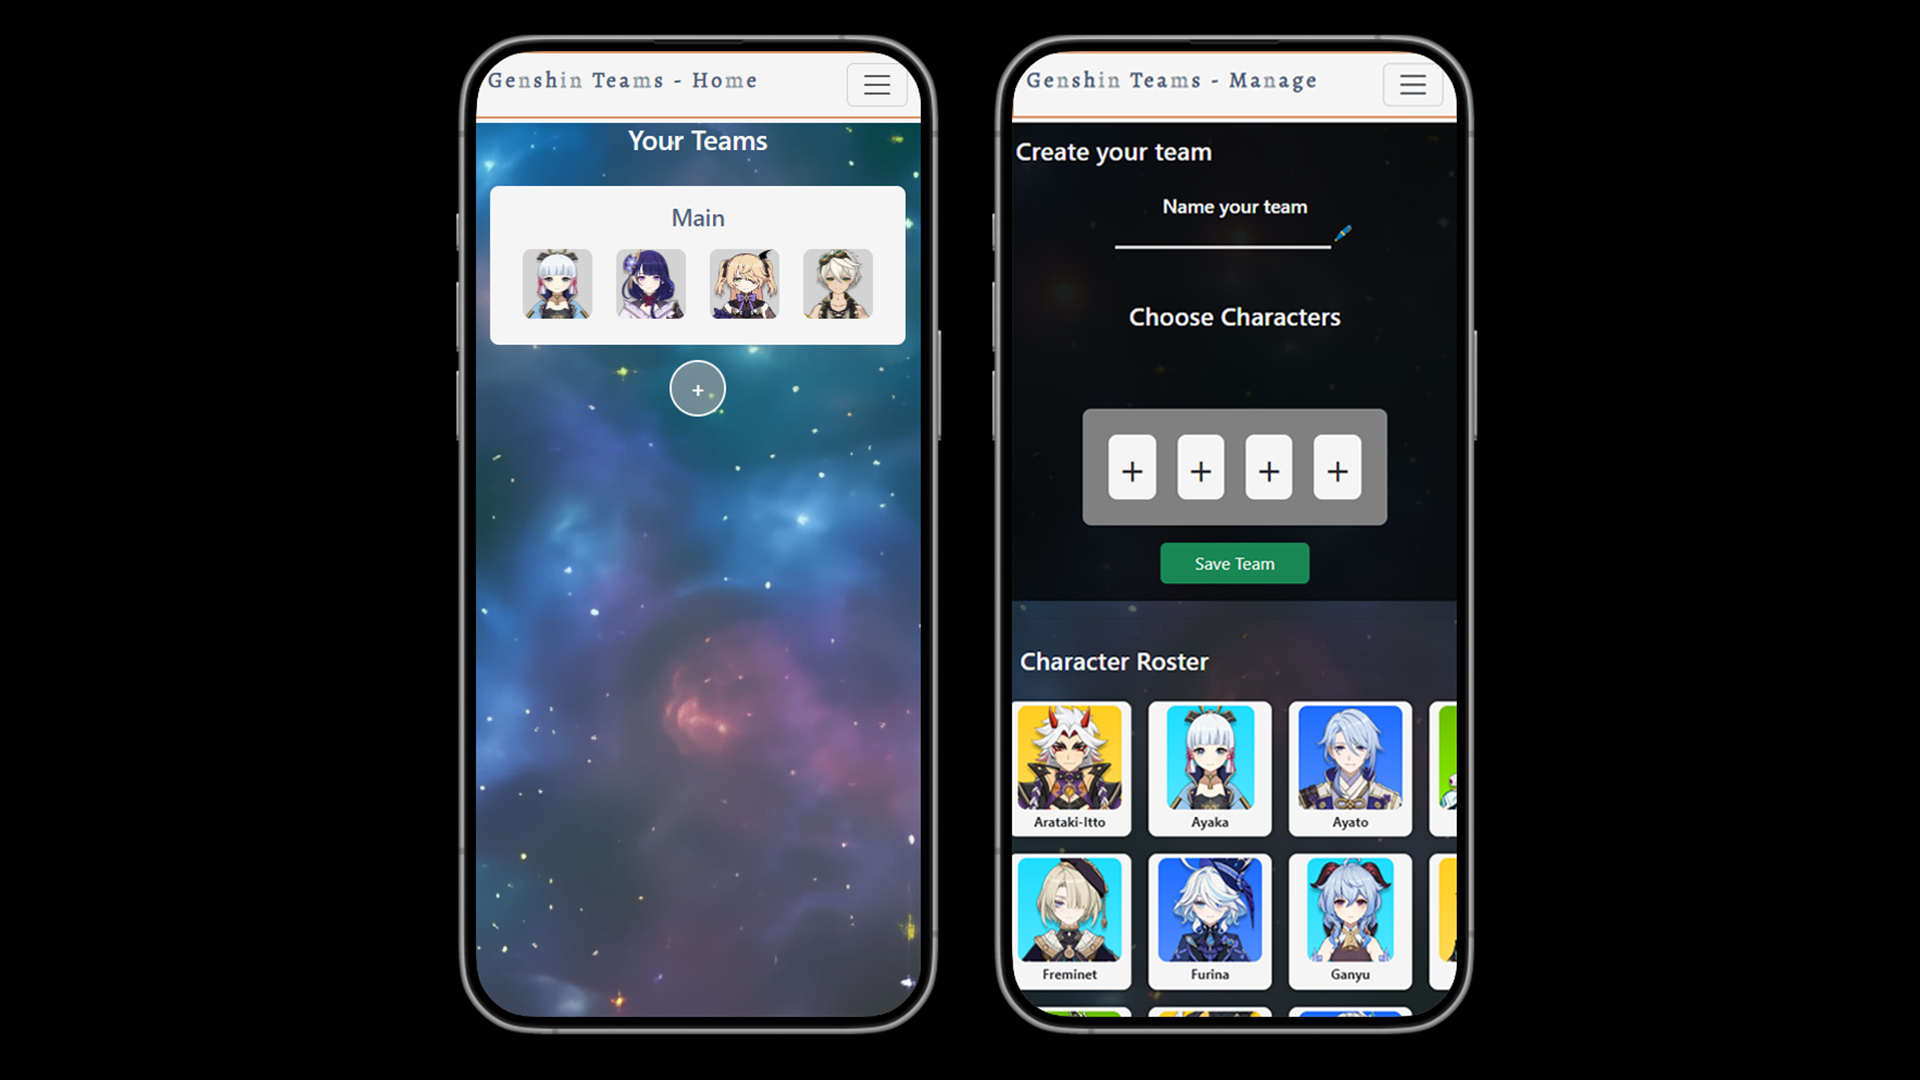 Genshin Teams - Home
Your Teams
Main
+
Genshin Teams - Manage
Create your team
Name your team
Choose Characters
+ + + +
Save Team
Character Roster
Arataki-Itto Ayaka Ayato
Freminet Furina Ganyu